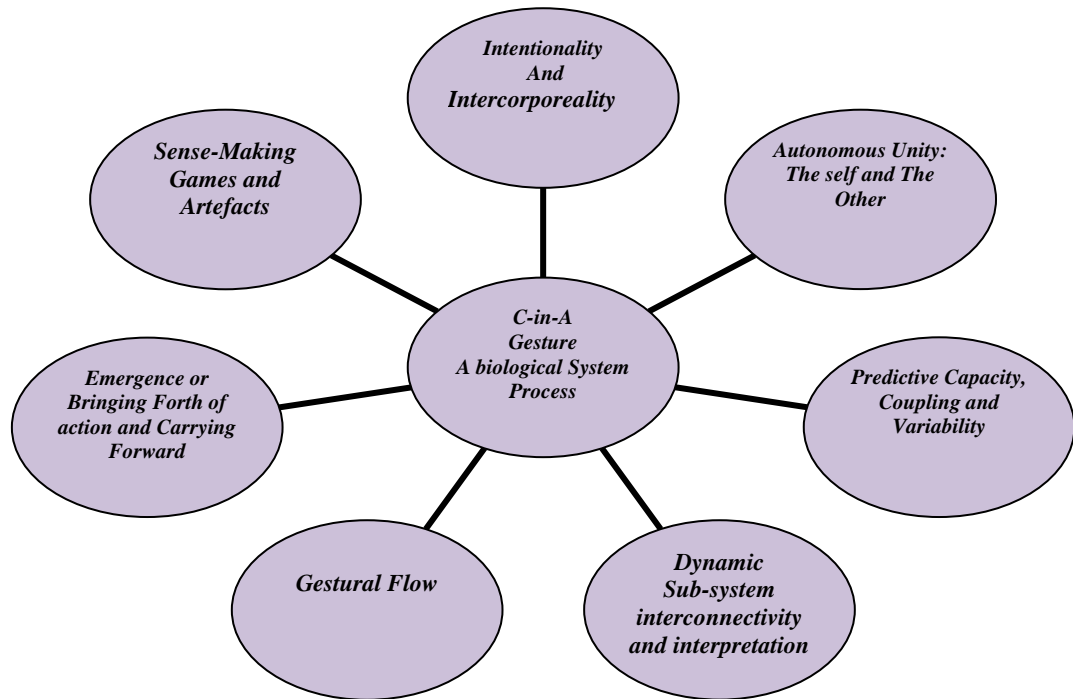 Intentionality
And
Intercorporeality
Sense-Making
Games and
Artefacts
Autonomous Unity:
The self and The
Other
C-in-A
Gesture
A biological System
Process
Emergence or
Bringing Forth of
action and Carrying
Forward
Predictive Capacity,
Coupling and
Variability
Gestural Flow
Dynamic
Sub-system
interconnectivity
and interpretation